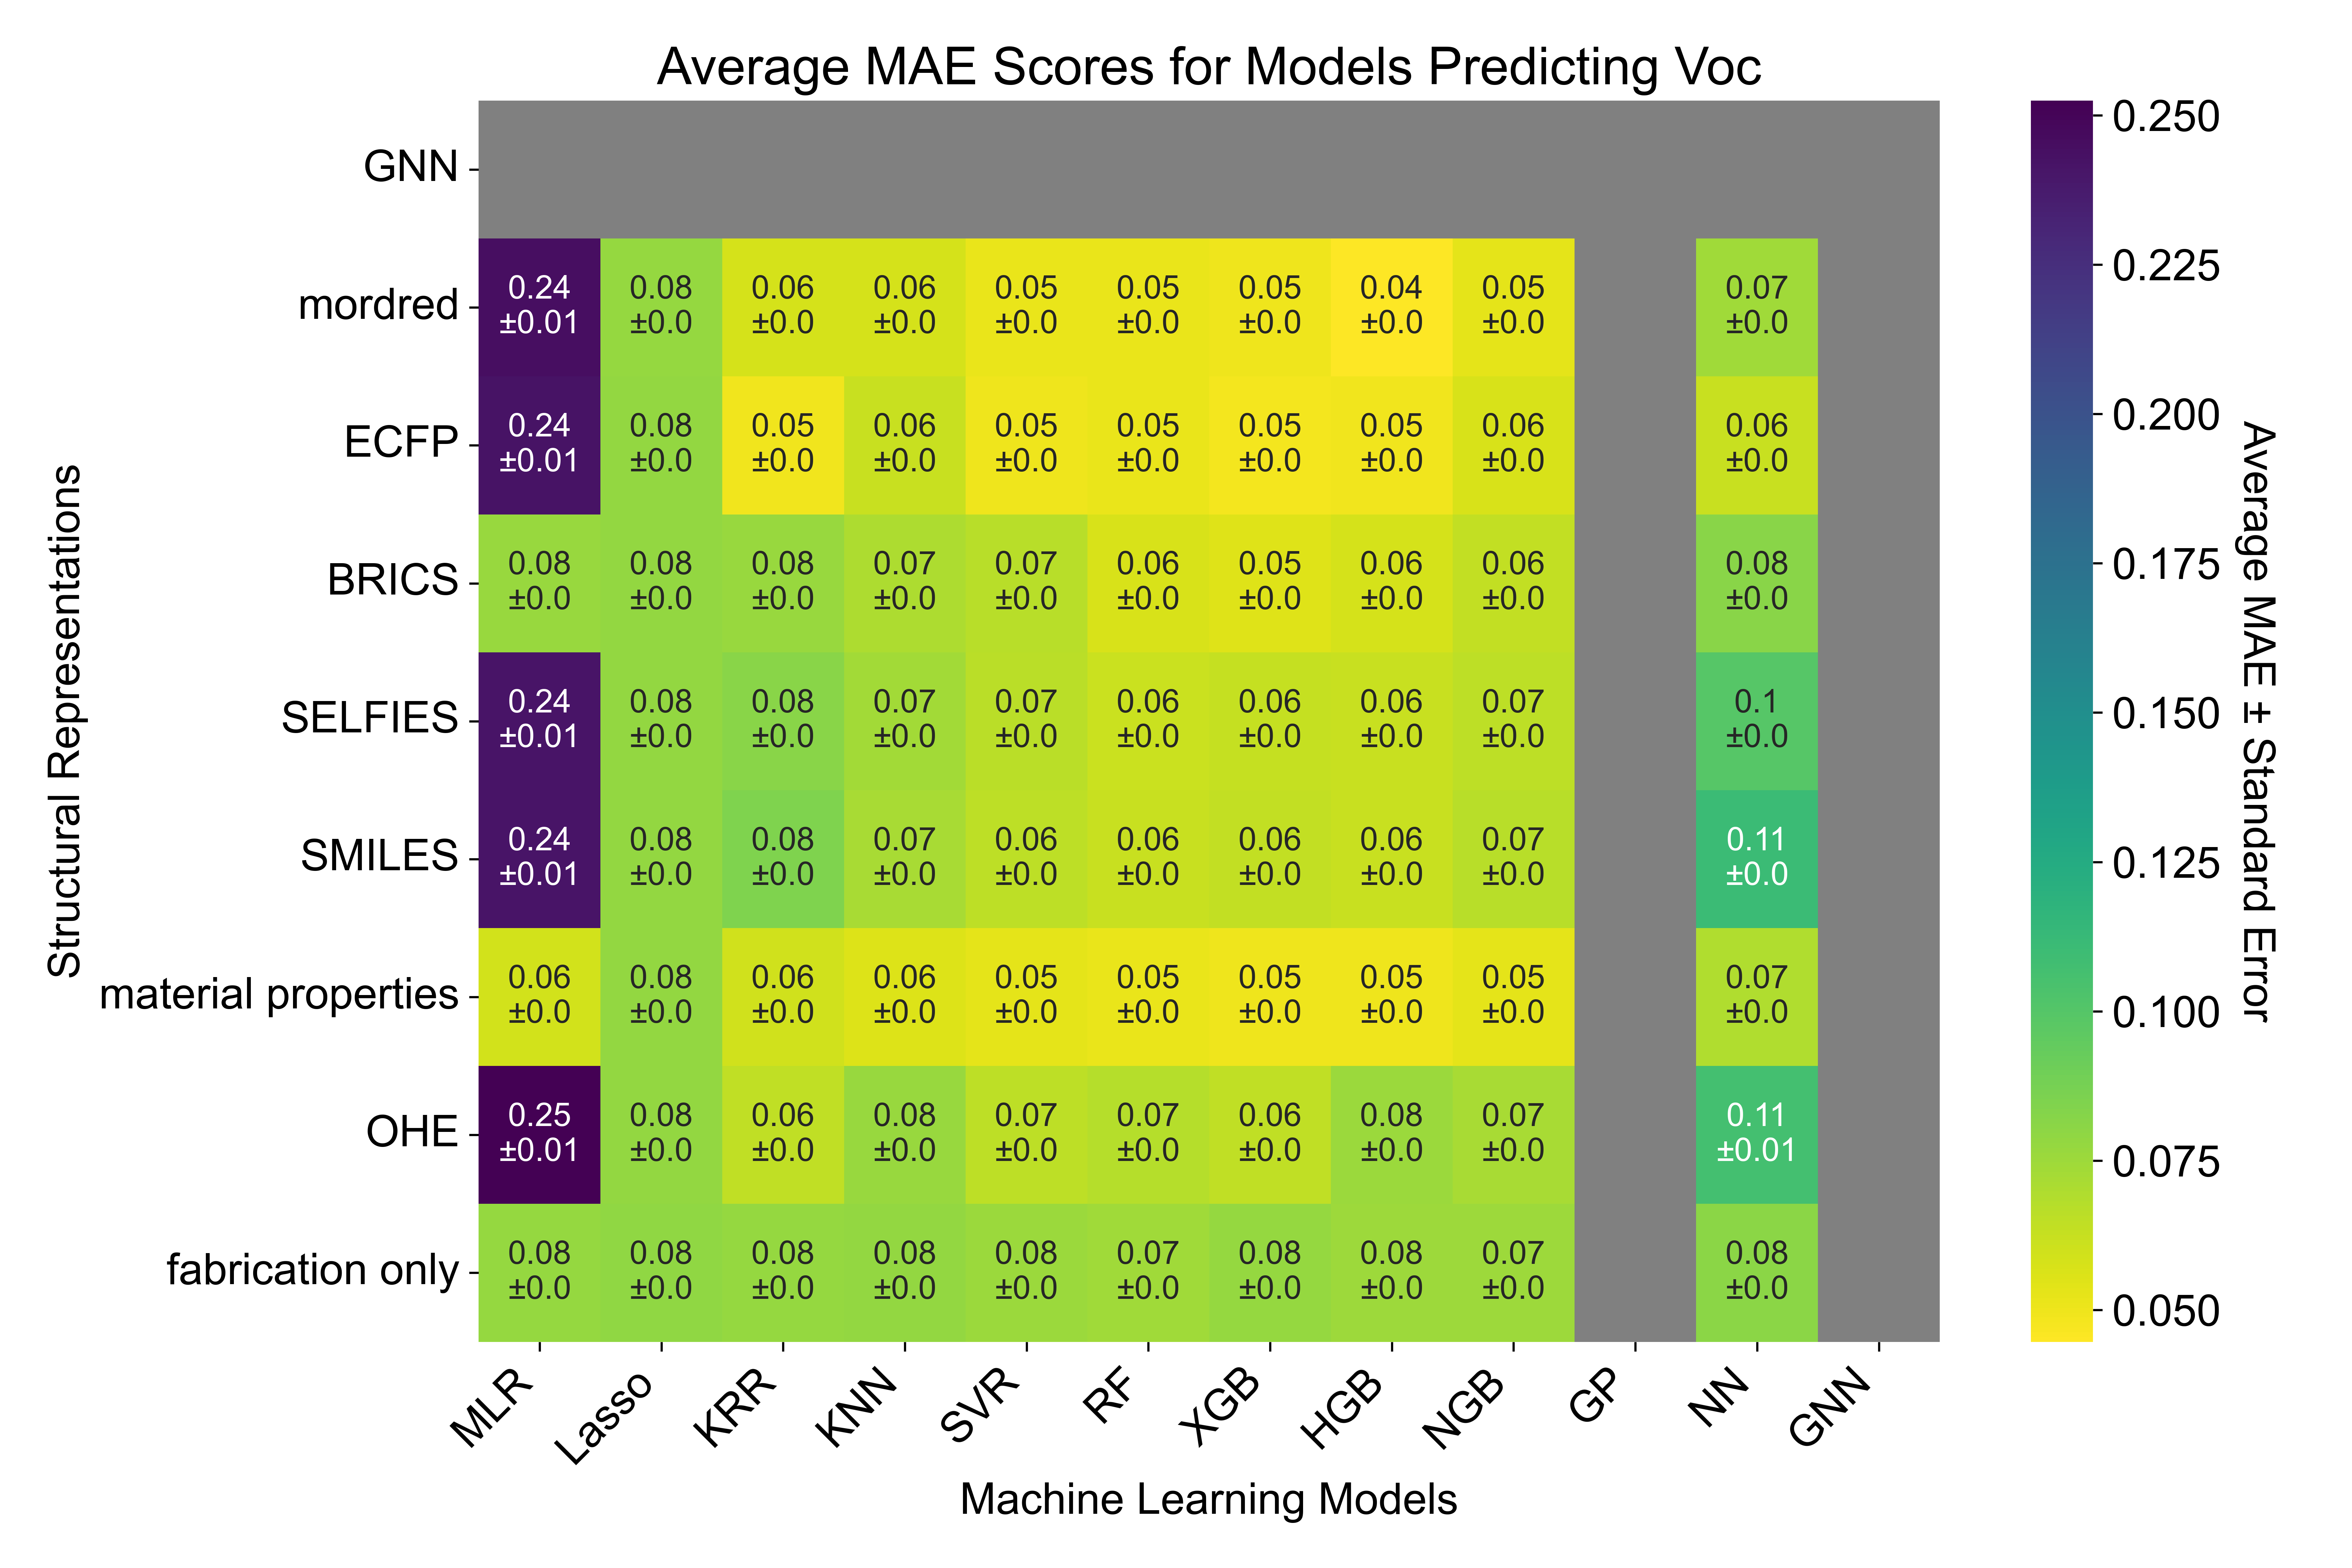 Average MAE Scores for Models Predicting Voc
Structural Representations
GNN
mordred
0.24 0.08 0.06 0.06 0.05 0.05 0.05 0.04 0.05 0.07
±0.01 ±0.0 ±0.0 ±0.0 ±0.0 ±0.0 ±0.0 ±0.0 ±0.0 ±0.0
ECFP
0.24 0.08 0.05 0.06 0.05 0.05 0.05 0.05 0.06 0.06
±0.01 ±0.0 ±0.0 ±0.0 ±0.0 ±0.0 ±0.0 ±0.0 ±0.0 ±0.0
BRICS
0.08 0.08 0.08 0.07 0.07 0.06 0.05 0.06 0.06 0.08
±0.0 ±0.0 ±0.0 ±0.0 ±0.0 ±0.0 ±0.0 ±0.0 ±0.0 ±0.0
SELFIES
0.24 0.08 0.08 0.07 0.07 0.06 0.06 0.06 0.07 0.1
±0.01 ±0.0 ±0.0 ±0.0 ±0.0 ±0.0 ±0.0 ±0.0 ±0.0 ±0.0
SMILES
0.24 0.08 0.08 0.07 0.06 0.06 0.06 0.06 0.07 0.11
±0.01 ±0.0 ±0.0 ±0.0 ±0.0 ±0.0 ±0.0 ±0.0 ±0.0 ±0.0
material properties
0.06 0.08 0.06 0.06 0.05 0.05 0.05 0.05 0.05 0.07
±0.0 ±0.0 ±0.0 ±0.0 ±0.0 ±0.0 ±0.0 ±0.0 ±0.0 ±0.0
OHE
0.25 0.08 0.06 0.08 0.07 0.07 0.06 0.08 0.07 0.11
±0.01 ±0.0 ±0.0 ±0.0 ±0.0 ±0.0 ±0.0 ±0.0 ±0.0 ±0.01
fabrication only
0.08 0.08 0.08 0.08 0.08 0.07 0.08 0.08 0.07 0.08
±0.0 ±0.0 ±0.0 ±0.0 ±0.0 ±0.0 ±0.0 ±0.0 ±0.0 ±0.0
MLR Lasso KRR KNN SVR RF XGB HGB NGB GP NN GNN
Machine Learning Models
0.250
0.225
0.200
0.175
0.150
0.125
0.100
0.075
0.050
Average MAE ± Standard Error